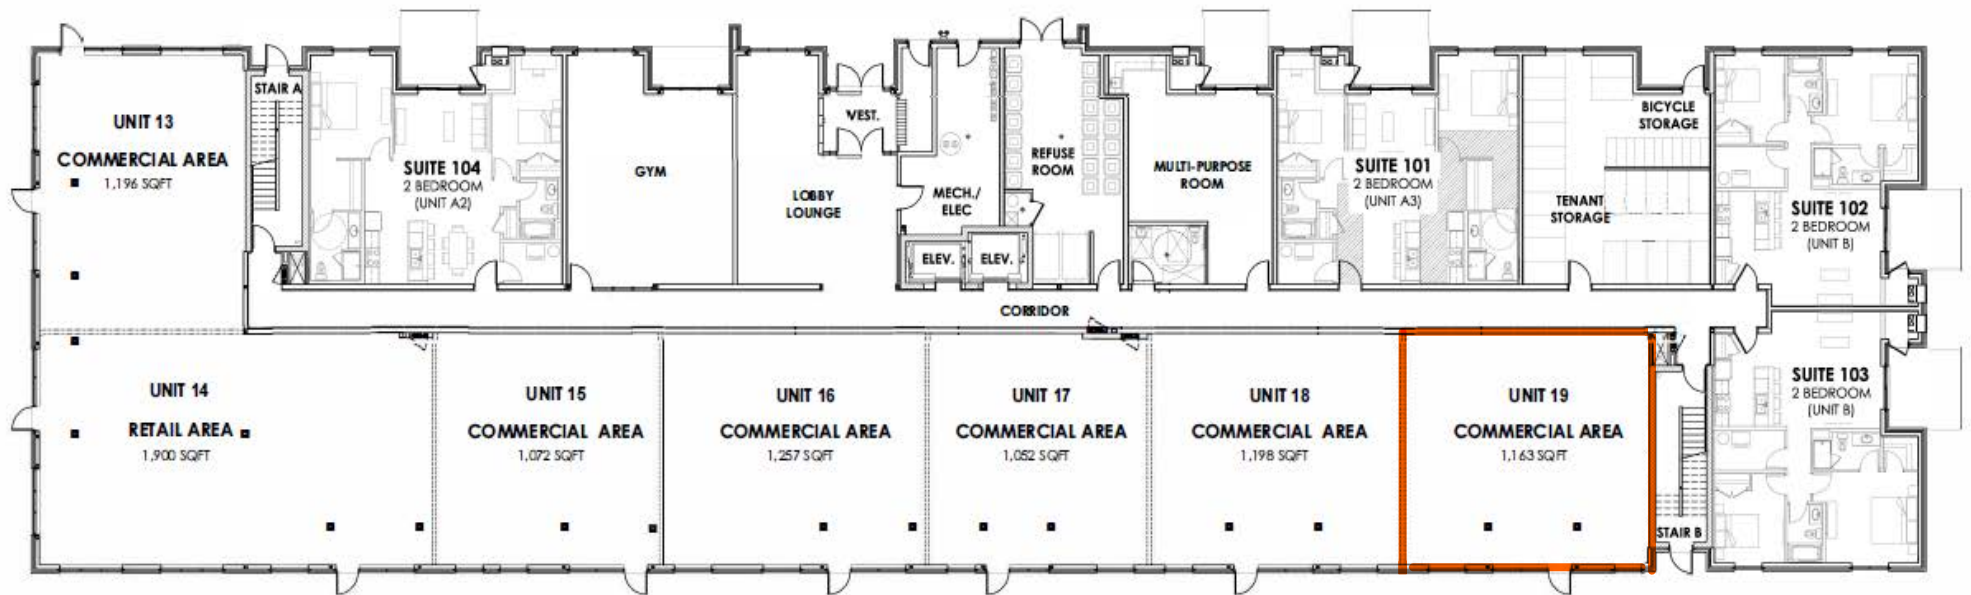 STAIR A
UNIT 13
COMMERCIAL AREA
1,196 SQFT
SUITE 104
2 BEDROOM
(UNIT A2)
GYM
LOBBY
LOUNGE
VEST.
MECH./
ELEC
ELEV.
ELEV.
REFUSE
ROOM
MULTI-PURPOSE
ROOM
SUITE 101
2 BEDROOM
(UNIT A3)
BICYCLE
STORAGE
TENANT
STORAGE
SUITE 102
2 BEDROOM
(UNIT B)
CORRIDOR
UNIT 14
RETAIL AREA
1,900 SQFT
UNIT 15
COMMERCIAL AREA
1,072 SQFT
UNIT 16
COMMERCIAL AREA
1,257 SQFT
UNIT 17
COMMERCIAL AREA
1,052 SQFT
UNIT 18
COMMERCIAL AREA
1,198 SQFT
UNIT 19
COMMERCIAL AREA
1,163 SQFT
SUITE 103
2 BEDROOM
(UNIT B)
STAIR B